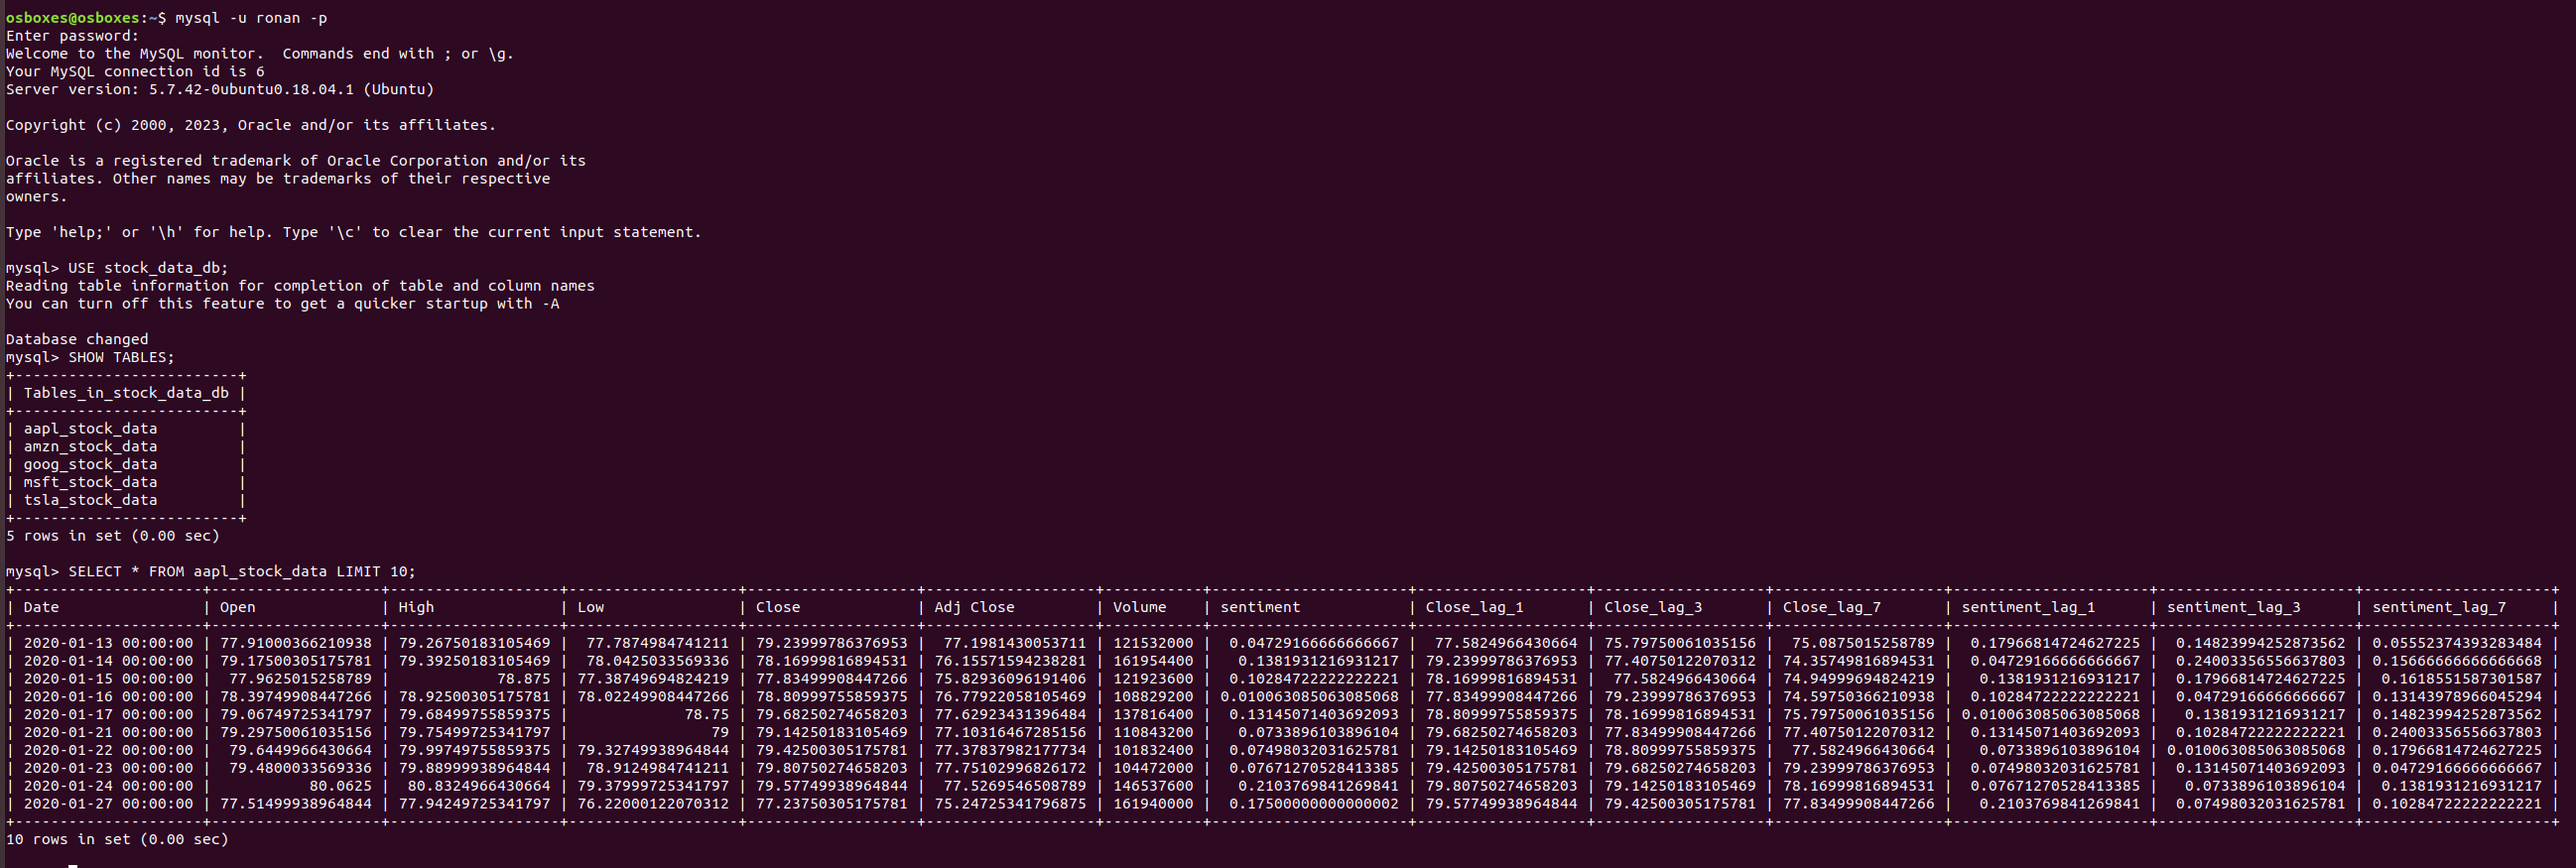 osboxes@osboxes:~$ mysql -u ronan -p
Enter password:
Welcome to the MySQL monitor.  Commands end with ; or \g.
Your MySQL connection id is 6
Server version: 5.7.42-0ubuntu0.18.04.1 (Ubuntu)

Copyright (c) 2000, 2023, Oracle and/or its affiliates.

Oracle is a registered trademark of Oracle Corporation and/or its
affiliates. Other names may be trademarks of their respective
owners.

Type 'help;' or '\h' for help. Type '\c' to clear the current input statement.

mysql> USE stock_data_db;
Reading table information for completion of table and column names
You can turn off this feature to get a quicker startup with -A

Database changed
mysql> SHOW TABLES;
+-------------------------+
| Tables_in_stock_data_db |
+-------------------------+
| aapl_stock_data         |
| amzn_stock_data         |
| goog_stock_data         |
| msft_stock_data         |
| tsla_stock_data         |
+-------------------------+
5 rows in set (0.00 sec)

mysql> SELECT * FROM aapl_stock_data LIMIT 10;
+---------------------+-------------------+-------------------+-------------------+-------------------+-------------------+-----------+----------------------+-------------------+-------------------+-------------------+----------------------+----------------------+---------------------+
| Date                | Open              | High              | Low               | Close             | Adj Close         | Volume    | sentiment            | Close_lag_1       | Close_lag_3       | Close_lag_7       | sentiment_lag_1      | sentiment_lag_3      | sentiment_lag_7     |
+---------------------+-------------------+-------------------+-------------------+-------------------+-------------------+-----------+----------------------+-------------------+-------------------+-------------------+----------------------+----------------------+---------------------+
| 2020-01-13 00:00:00 | 77.91000366210938 | 79.26750183105469 |  77.7874984741211 | 79.23999786376953 |  77.1981430053711 | 121532000 |  0.04729166666666667 |  77.5824966430664 | 75.79750061035156 |  75.0875015258789 |  0.17966814724627225 |  0.14823994252873562 | 0.05552374393283484 |
| 2020-01-14 00:00:00 | 79.17500305175781 | 79.39250183105469 |  78.0425033569336 | 78.16999816894531 | 76.15571594238281 | 161954400 |   0.1381931216931217 | 79.23999786376953 | 77.40750122070312 | 74.35749816894531 |  0.04729166666666667 |  0.24003356556637803 | 0.15666666666666668 |
| 2020-01-15 00:00:00 |  77.9625015258789 |            78.875 | 77.38749694824219 | 77.83499908447266 | 75.82936096191406 | 121923600 |  0.10284722222222221 | 78.16999816894531 |  77.5824966430664 | 74.94999694824219 |   0.1381931216931217 |  0.17966814724627225 |  0.1618551587301587 |
| 2020-01-16 00:00:00 | 78.39749908447266 | 78.92500305175781 | 78.02249908447266 | 78.80999755859375 | 76.77922058105469 | 108829200 | 0.010063085063085068 | 77.83499908447266 | 79.23999786376953 | 74.59750366210938 |  0.10284722222222221 |  0.04729166666666667 | 0.13143978966045294 |
| 2020-01-17 00:00:00 | 79.06749725341797 | 79.68499755859375 |             78.75 | 79.68250274658203 | 77.62923431396484 | 137816400 |  0.13145071403692093 | 78.80999755859375 | 78.16999816894531 | 75.79750061035156 | 0.010063085063085068 |   0.1381931216931217 | 0.14823994252873562 |
| 2020-01-21 00:00:00 | 79.29750061035156 | 79.75499725341797 |                79 | 79.14250183105469 | 77.10316467285156 | 110843200 |   0.0733896103896104 | 79.68250274658203 | 77.83499908447266 | 77.40750122070312 |  0.13145071403692093 |  0.10284722222222221 | 0.24003356556637803 |
| 2020-01-22 00:00:00 |  79.6449966430664 | 79.99749755859375 | 79.32749938964844 | 79.42500305175781 | 77.37837982177734 | 101832400 |  0.07498032031625781 | 79.14250183105469 | 78.80999755859375 |  77.5824966430664 |   0.0733896103896104 | 0.010063085063085068 | 0.17966814724627225 |
| 2020-01-23 00:00:00 |  79.4800033569336 | 79.88999938964844 |  78.9124984741211 | 79.80750274658203 | 77.75102996826172 | 104472000 |  0.07671270528413385 | 79.42500305175781 | 79.68250274658203 | 79.23999786376953 |  0.07498032031625781 |  0.13145071403692093 | 0.04729166666666667 |
| 2020-01-24 00:00:00 |           80.0625 |  80.8324966430664 | 79.37999725341797 | 79.57749938964844 |  77.5269546508789 | 146537600 |   0.2103769841269841 | 79.80750274658203 | 79.14250183105469 | 78.16999816894531 |  0.07671270528413385 |   0.0733896103896104 |  0.1381931216931217 |
| 2020-01-27 00:00:00 | 77.51499938964844 | 77.94249725341797 | 76.22000122070312 | 77.23750305175781 | 75.24725341796875 | 161940000 |  0.17500000000000002 | 79.57749938964844 | 79.42500305175781 | 77.83499908447266 |   0.2103769841269841 |  0.07498032031625781 | 0.10284722222222221 |
+---------------------+-------------------+-------------------+-------------------+-------------------+-------------------+-----------+----------------------+-------------------+-------------------+-------------------+----------------------+----------------------+---------------------+
10 rows in set (0.00 sec)